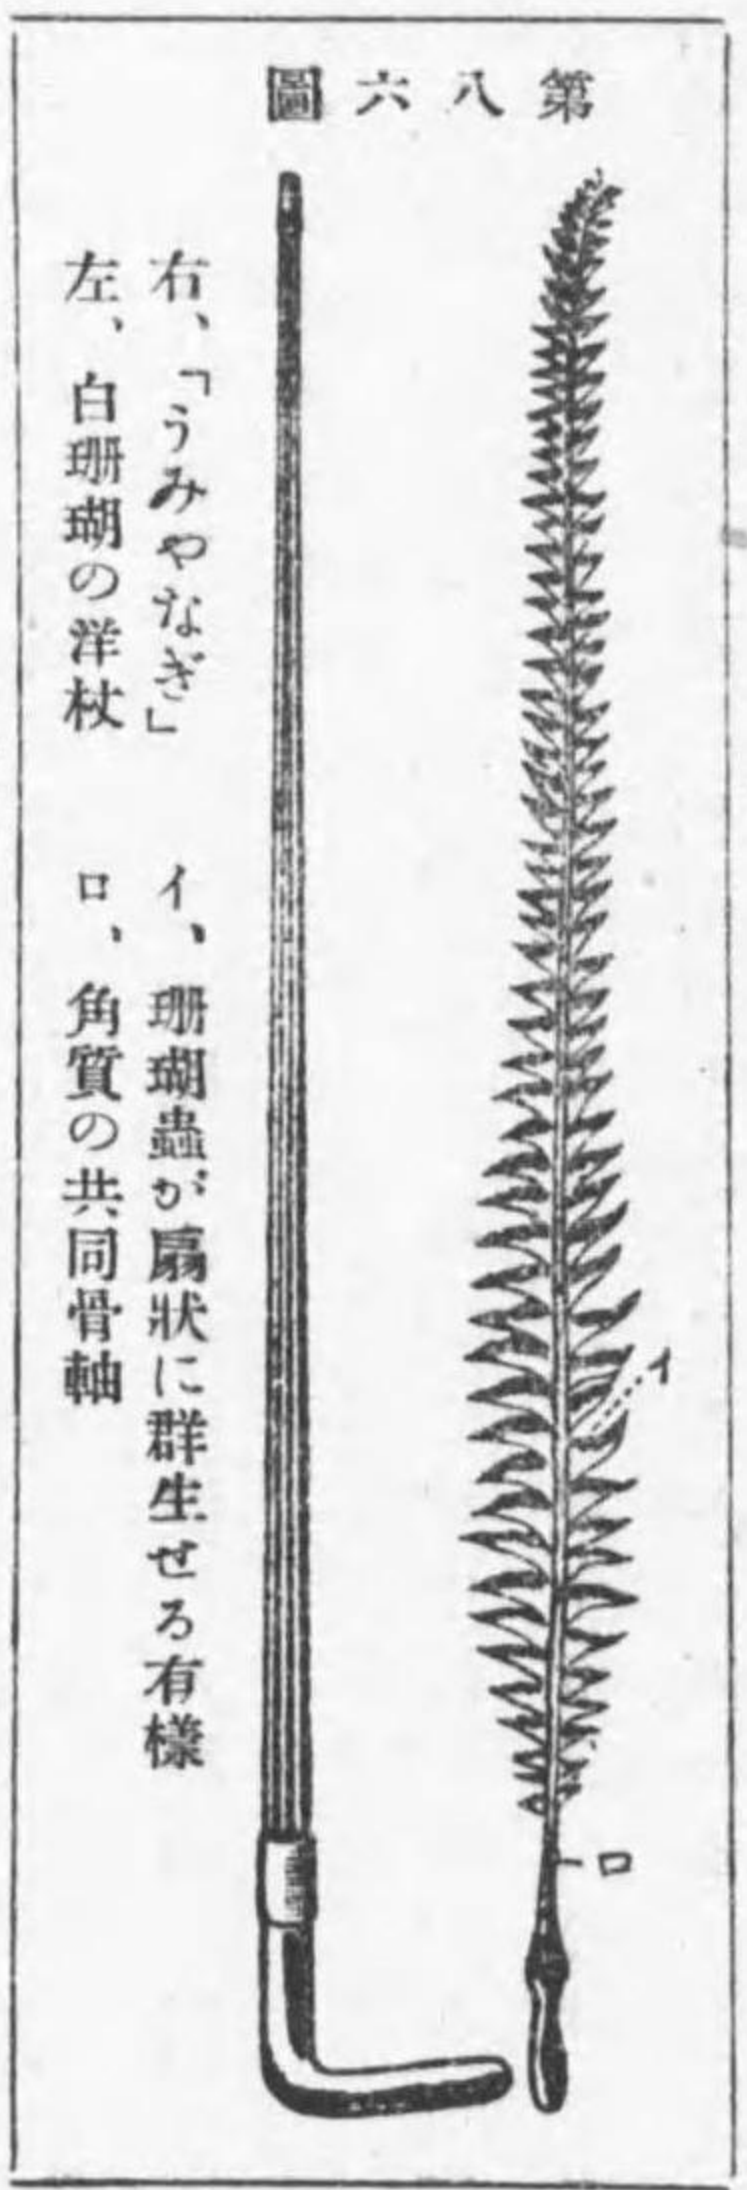 第八六圖
右、「うみやなぎ」
左、白珊瑚の洋杖
イ、珊瑚蟲が扇狀に群生せる有樣
ロ、角質の共同骨軸
イ
ロ